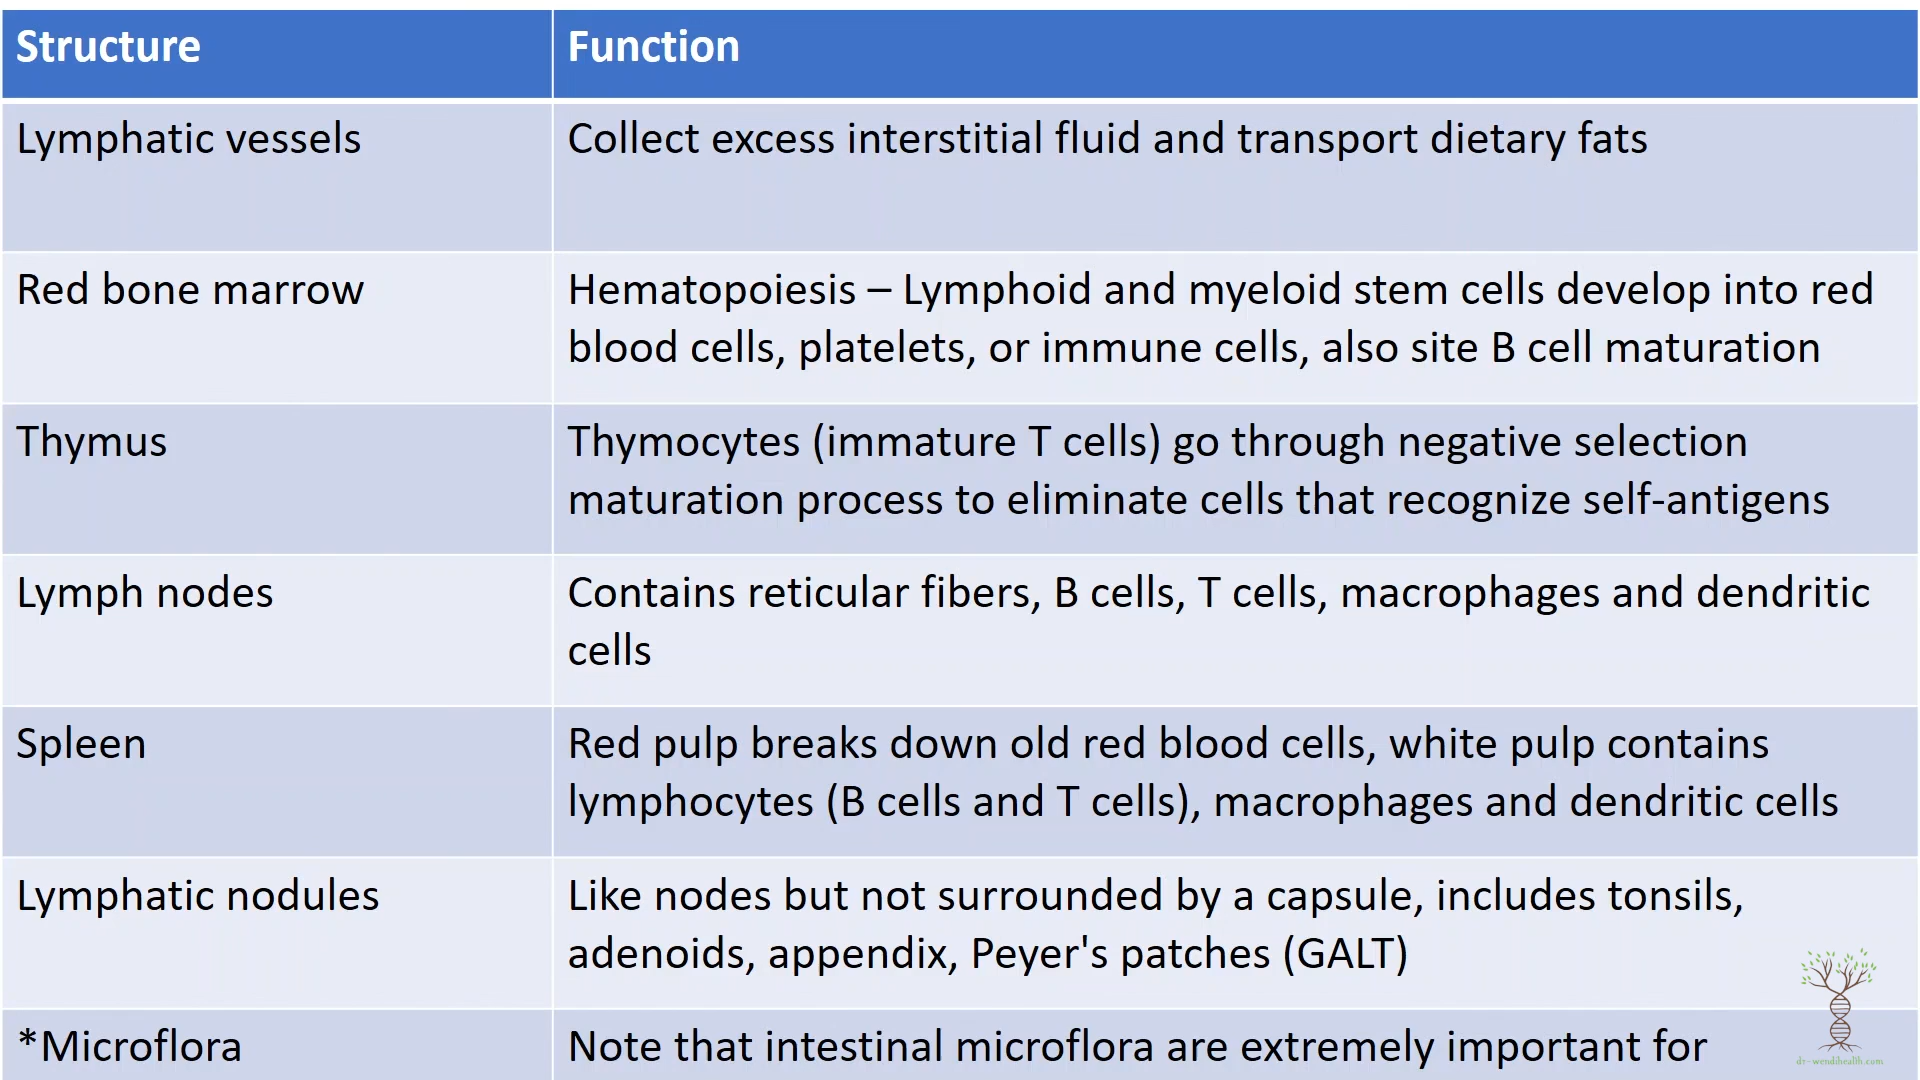 Structure
Function
Lymphatic vessels
Collect excess interstitial fluid and transport dietary fats
Red bone marrow
Hematopoiesis – Lymphoid and myeloid stem cells develop into red
blood cells, platelets, or immune cells, also site B cell maturation
Thymus
Thymocytes (immature T cells) go through negative selection
maturation process to eliminate cells that recognize self-antigens
Lymph nodes
Contains reticular fibers, B cells, T cells, macrophages and dendritic
cells
Spleen
Red pulp breaks down old red blood cells, white pulp contains
lymphocytes (B cells and T cells), macrophages and dendritic cells
Lymphatic nodules
Like nodes but not surrounded by a capsule, includes tonsils,
adenoids, appendix, Peyer's patches (GALT)
*Microflora
Note that intestinal microflora are extremely important for
dr-wendihealth.com